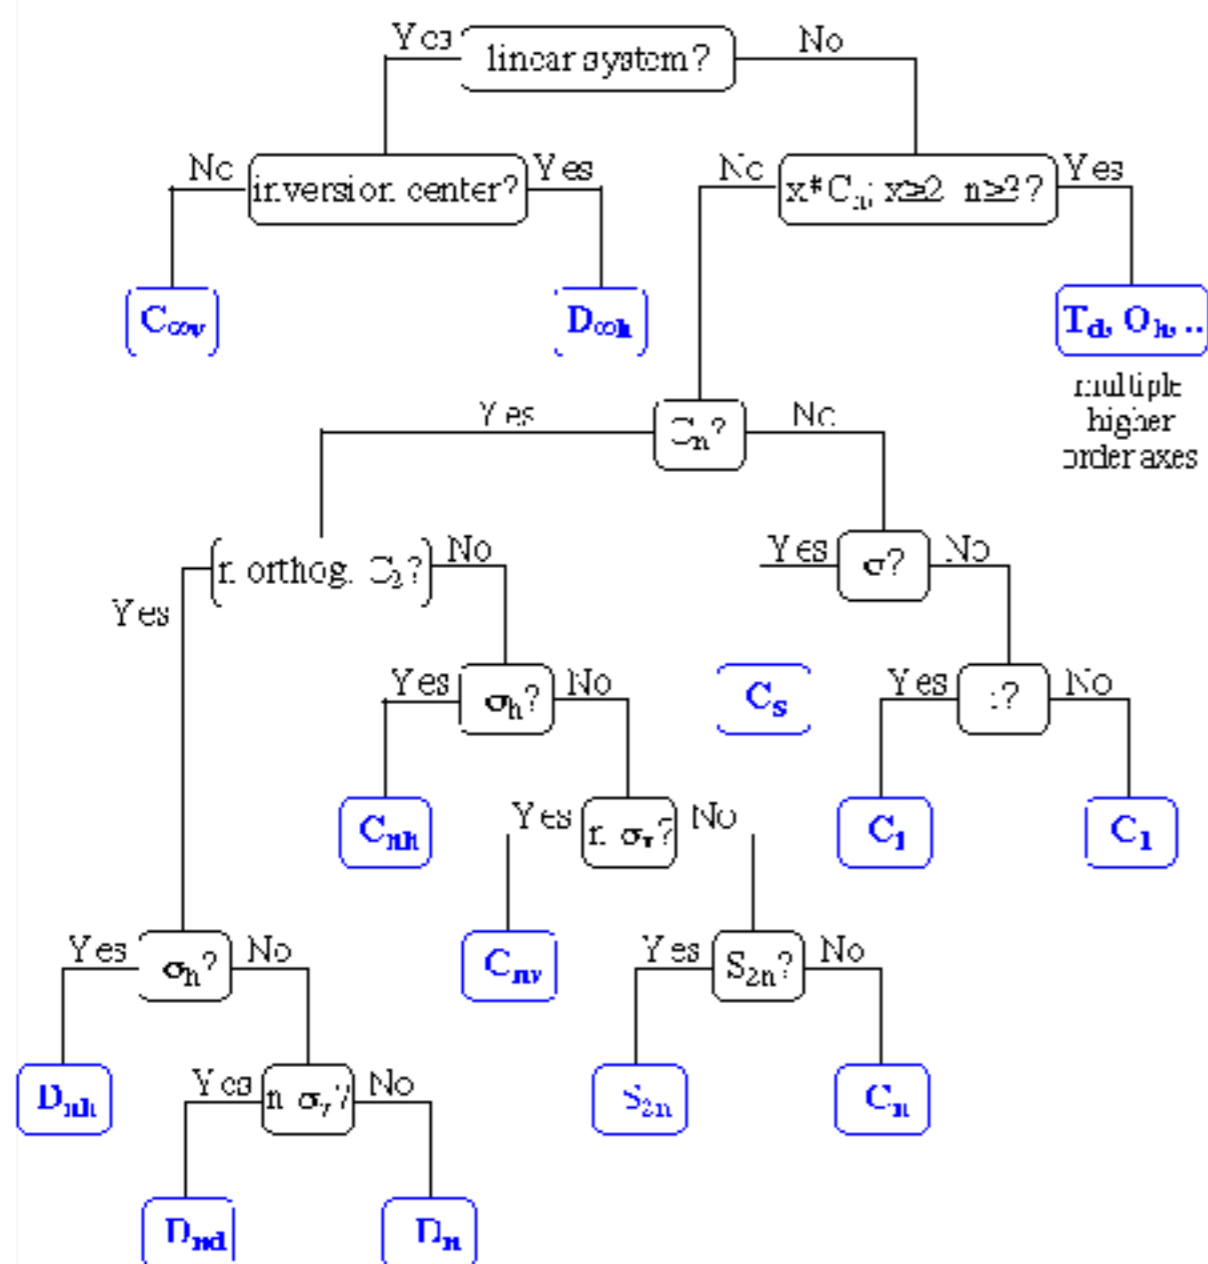 Yes
linear system?
No
No
inversion center?
Yes
No
x*Cn; x≥2 n≥2?
Yes
C∞v
D∞h
Td, Oh, ..
multiple
higher
order axes
Yes
Cn?
No
n orthog. C2?
No
Yes
Yes
σ?
No
Yes
σh?
No
Cs
Yes
No
Cnh
Yes
n σv?
No
C1
Yes
σh?
No
Cnv
Yes
S2n?
No
Dnh
Yes
n σv?
No
S2n
Cn
Dnd
Dn